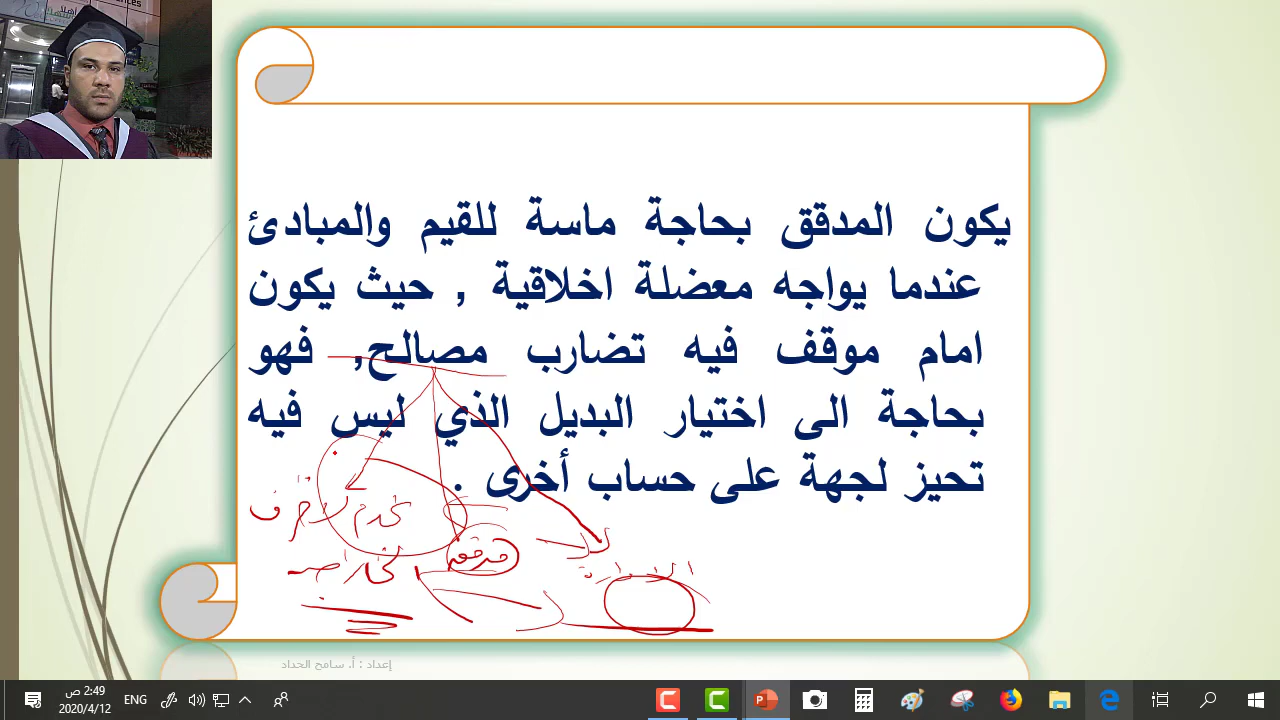 يكون المدقق بحاجة ماسة للقيم والمبادئ
عندما يواجه معضلة اخلاقية , حيث يكون
امام موقف فيه تضارب مصالح, فهو
بحاجة الى اختيار البديل الذي ليس فيه
تحيز لجهة على حساب أخرى .
الادارة
إعداد : أ. سامح الحداد
2:49 ص
ENG
2020/4/12